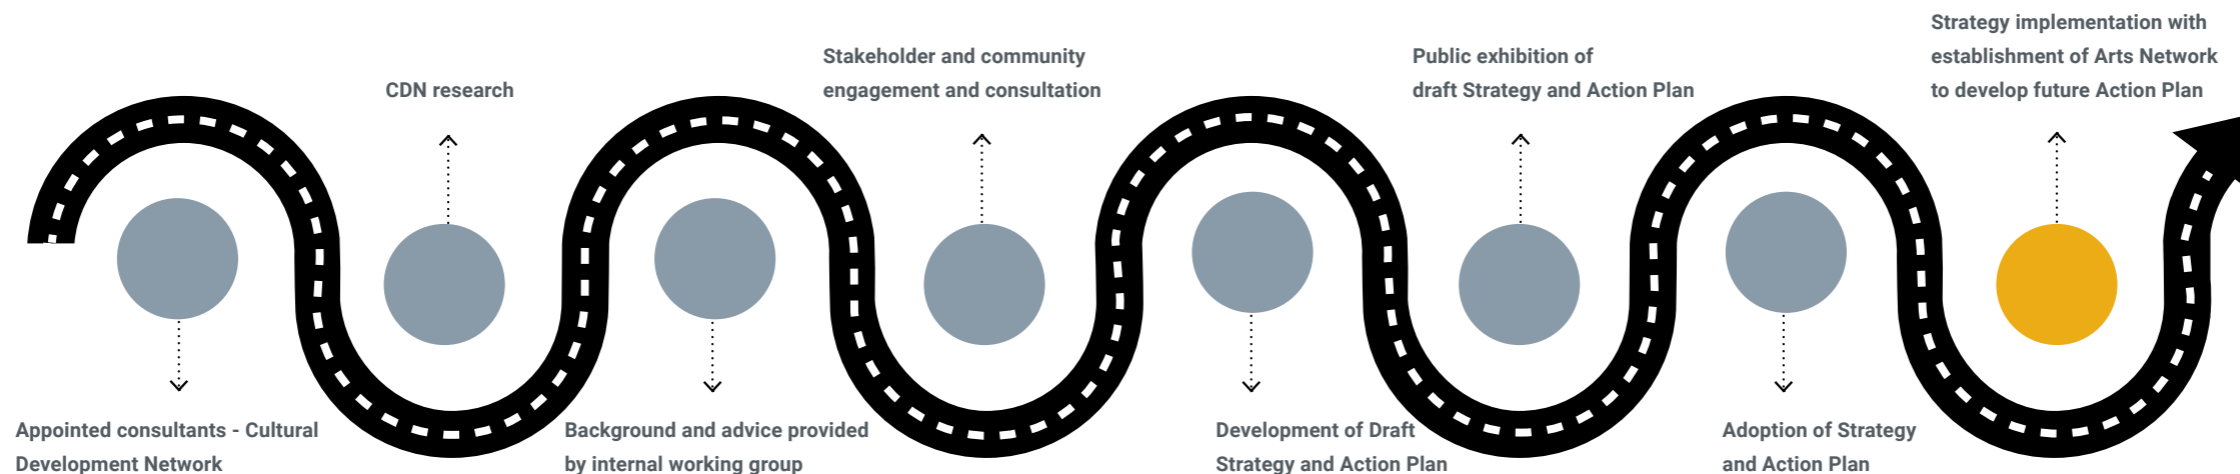 Appointed consultants - Cultural
Development Network
CDN research
Background and advice provided
by internal working group
Stakeholder and community
engagement and consultation
Development of Draft
Strategy and Action Plan
Public exhibition of
draft Strategy and Action Plan
Adoption of Strategy
and Action Plan
Strategy implementation with
establishment of Arts Network
to develop future Action Plan